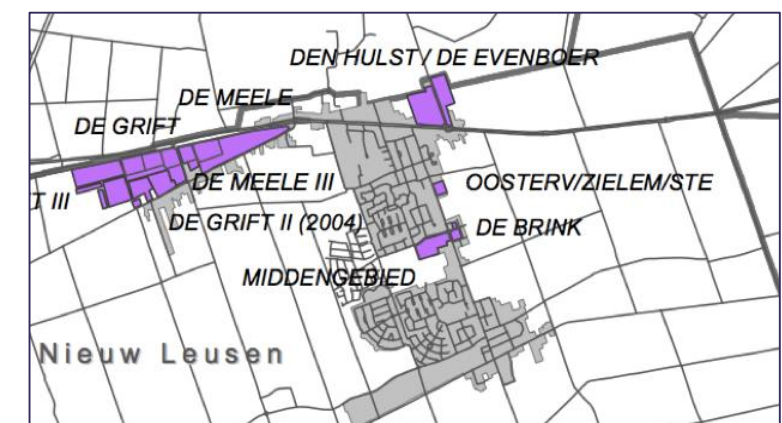 DEN HULST / DE EVENBOER
DE MEELE
DE GRIFT
DE MEELE III
OOSTERV/ZIELEM/STE
T III
DE GRIFT II (2004)
DE BRINK
MIDDENGEBIED
Nieuw Leusen